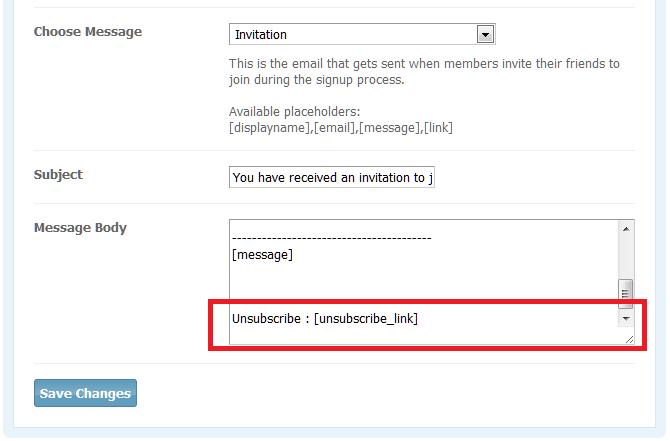 Choose Message
Invitation
This is the email that gets sent when members invite their friends to
join during the signup process.
Available placeholders:
[displayname],[email],[message],[link]
Subject
You have received an invitation to j
Message Body
----------------------------------------
[message]
Unsubscribe : [unsubscribe_link]
Save Changes